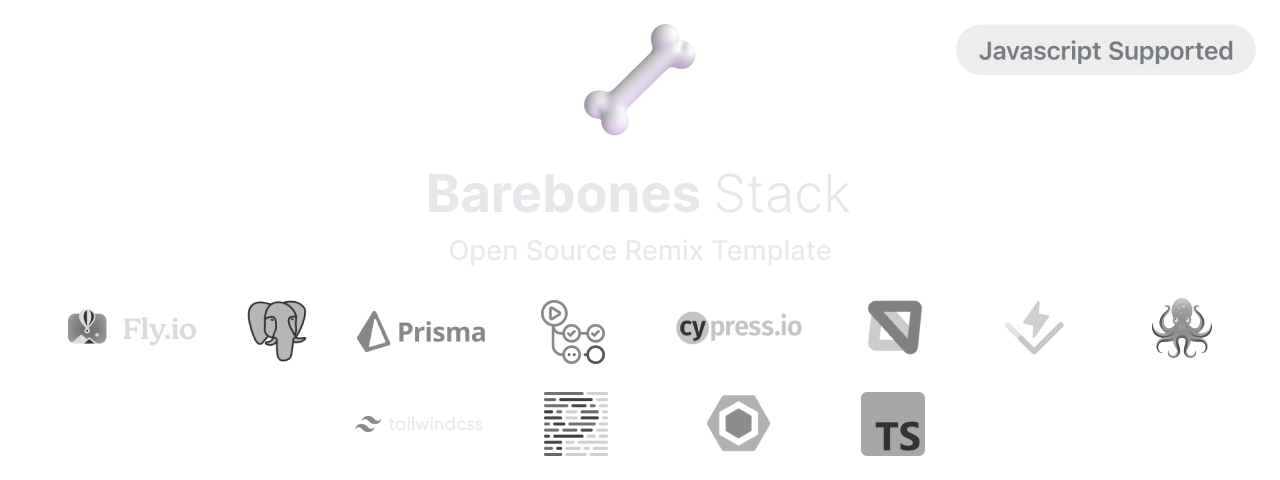 Javascript Supported
Barebones Stack
Open Source Remix Template
Fly.io
Prisma
cypress.io
tailwindcss
TS